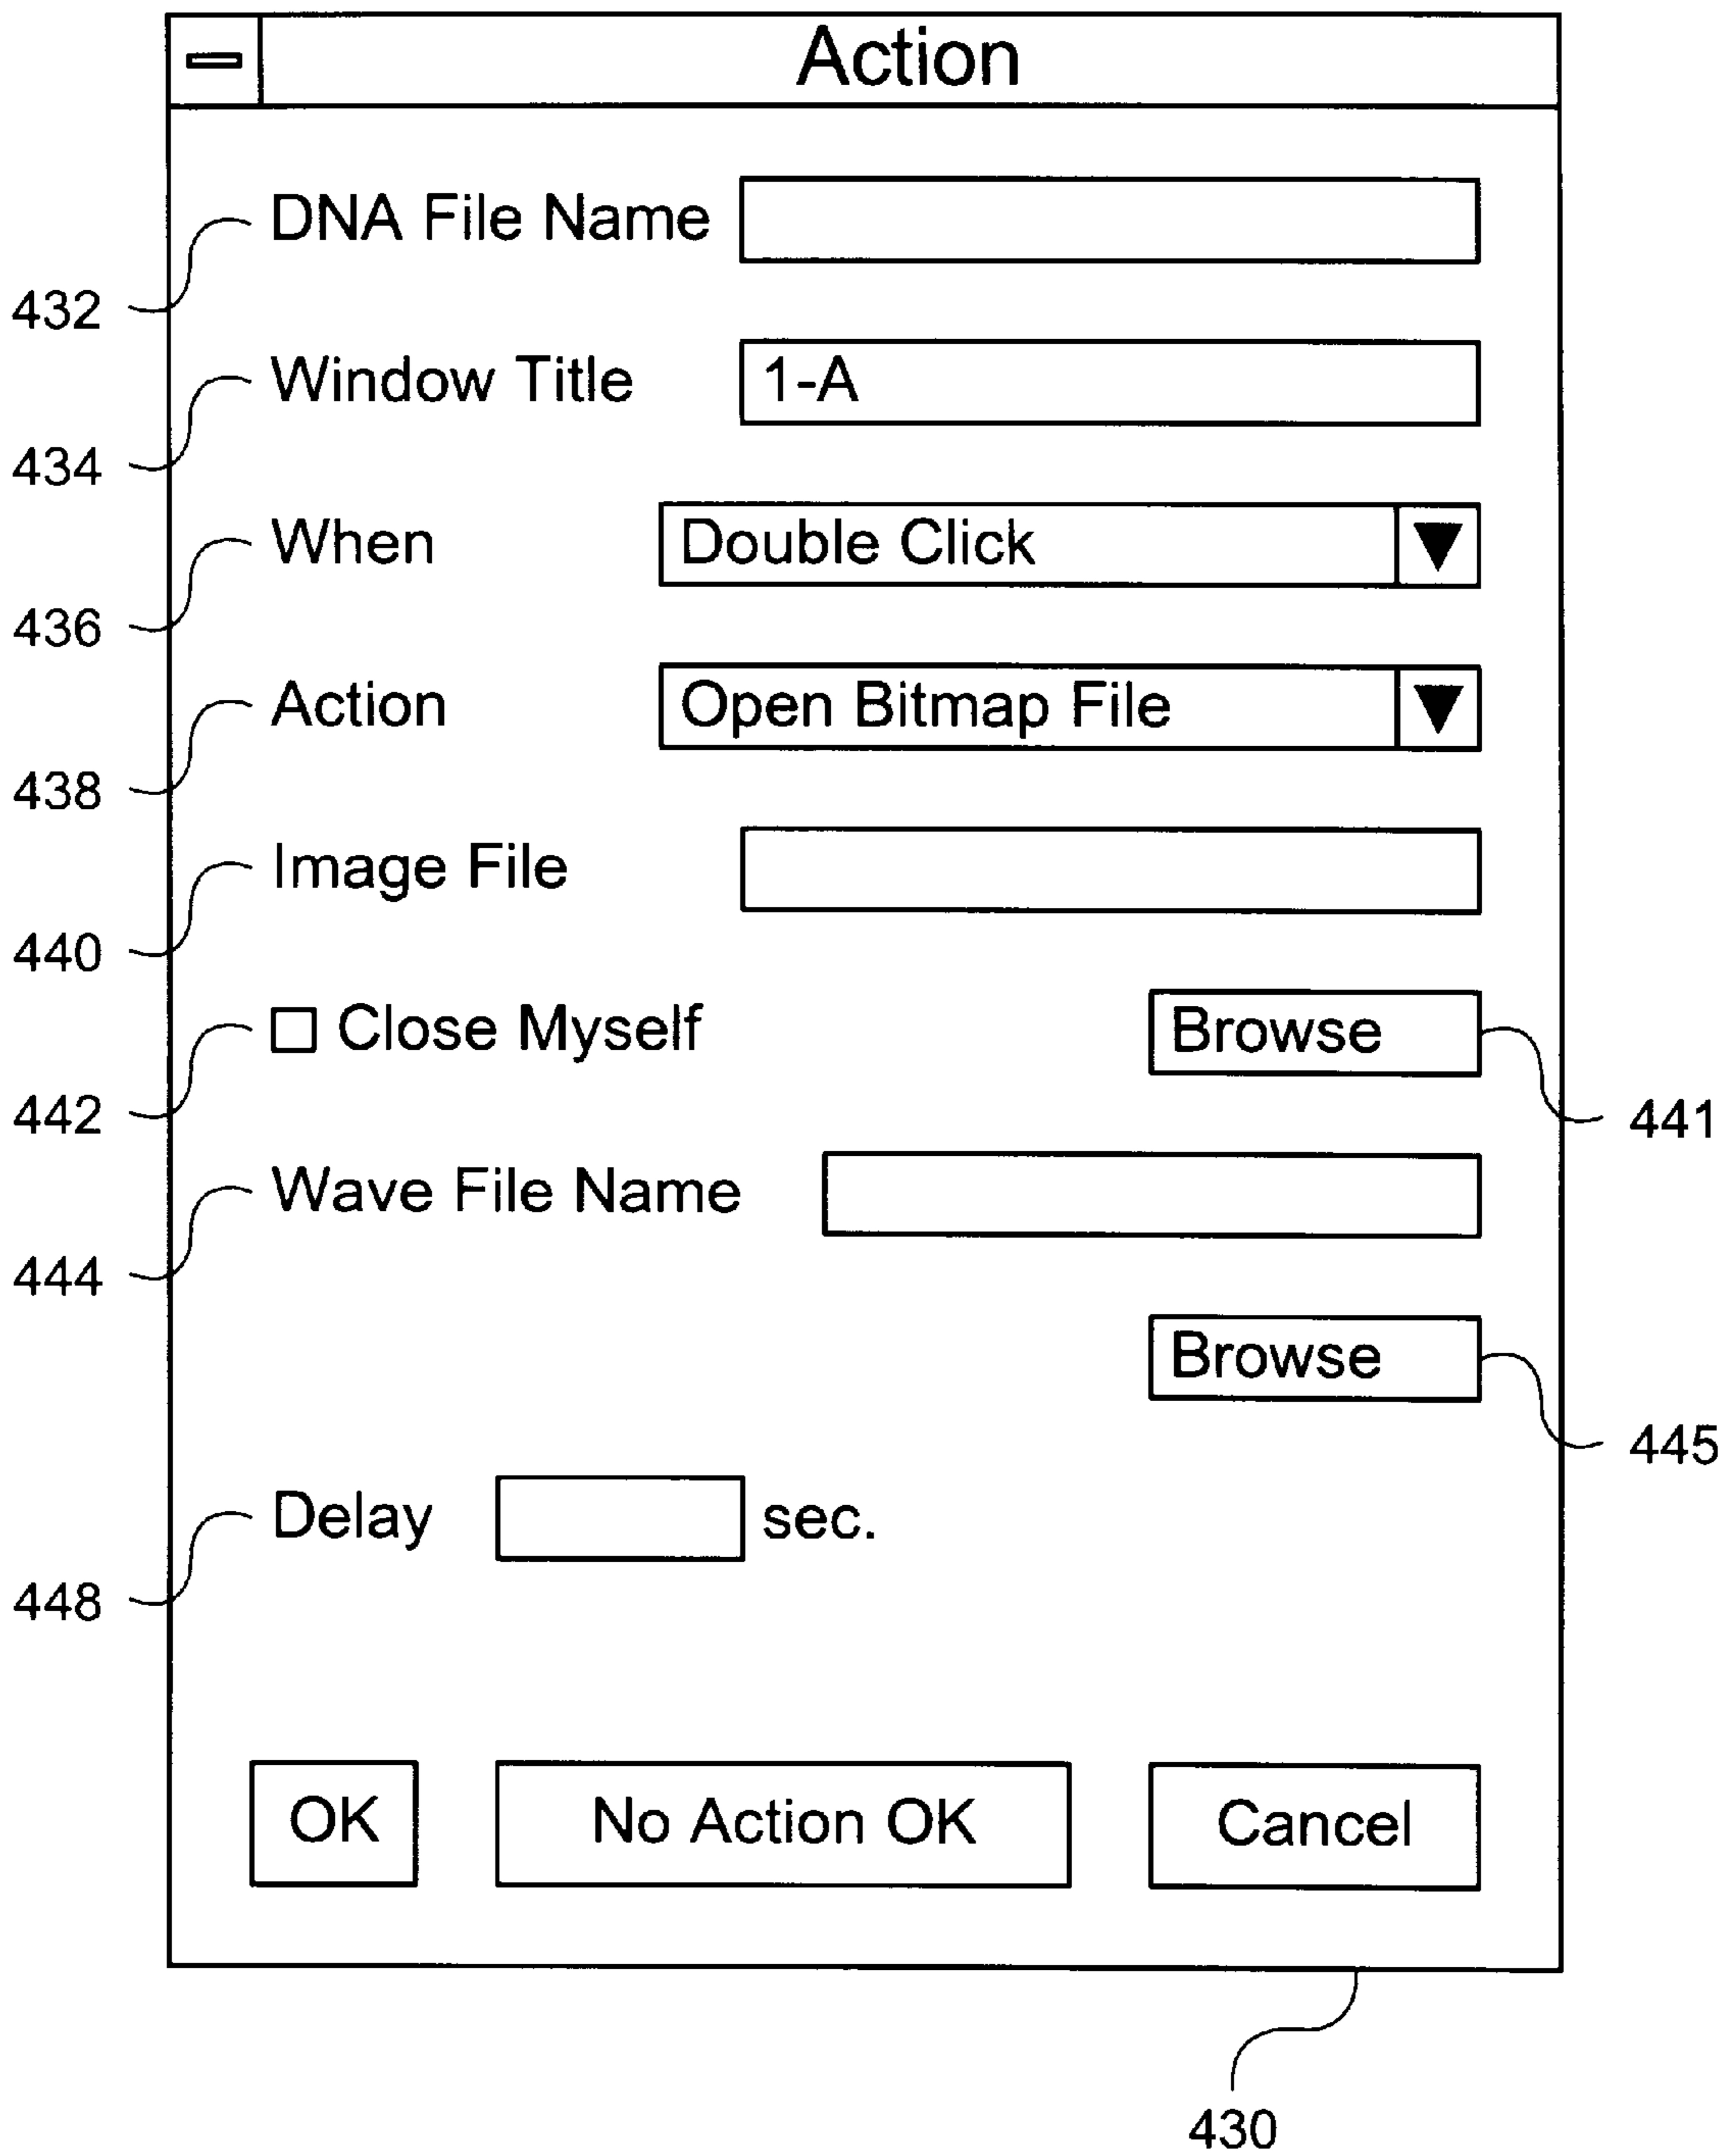 Action
DNA File Name
432
Window Title 1-A
434
When Double Click
436
Action Open Bitmap File
438
Image File
440
Close Myself Browse
442
441
Wave File Name
444
Browse
445
Delay sec.
448
OK No Action OK Cancel
430